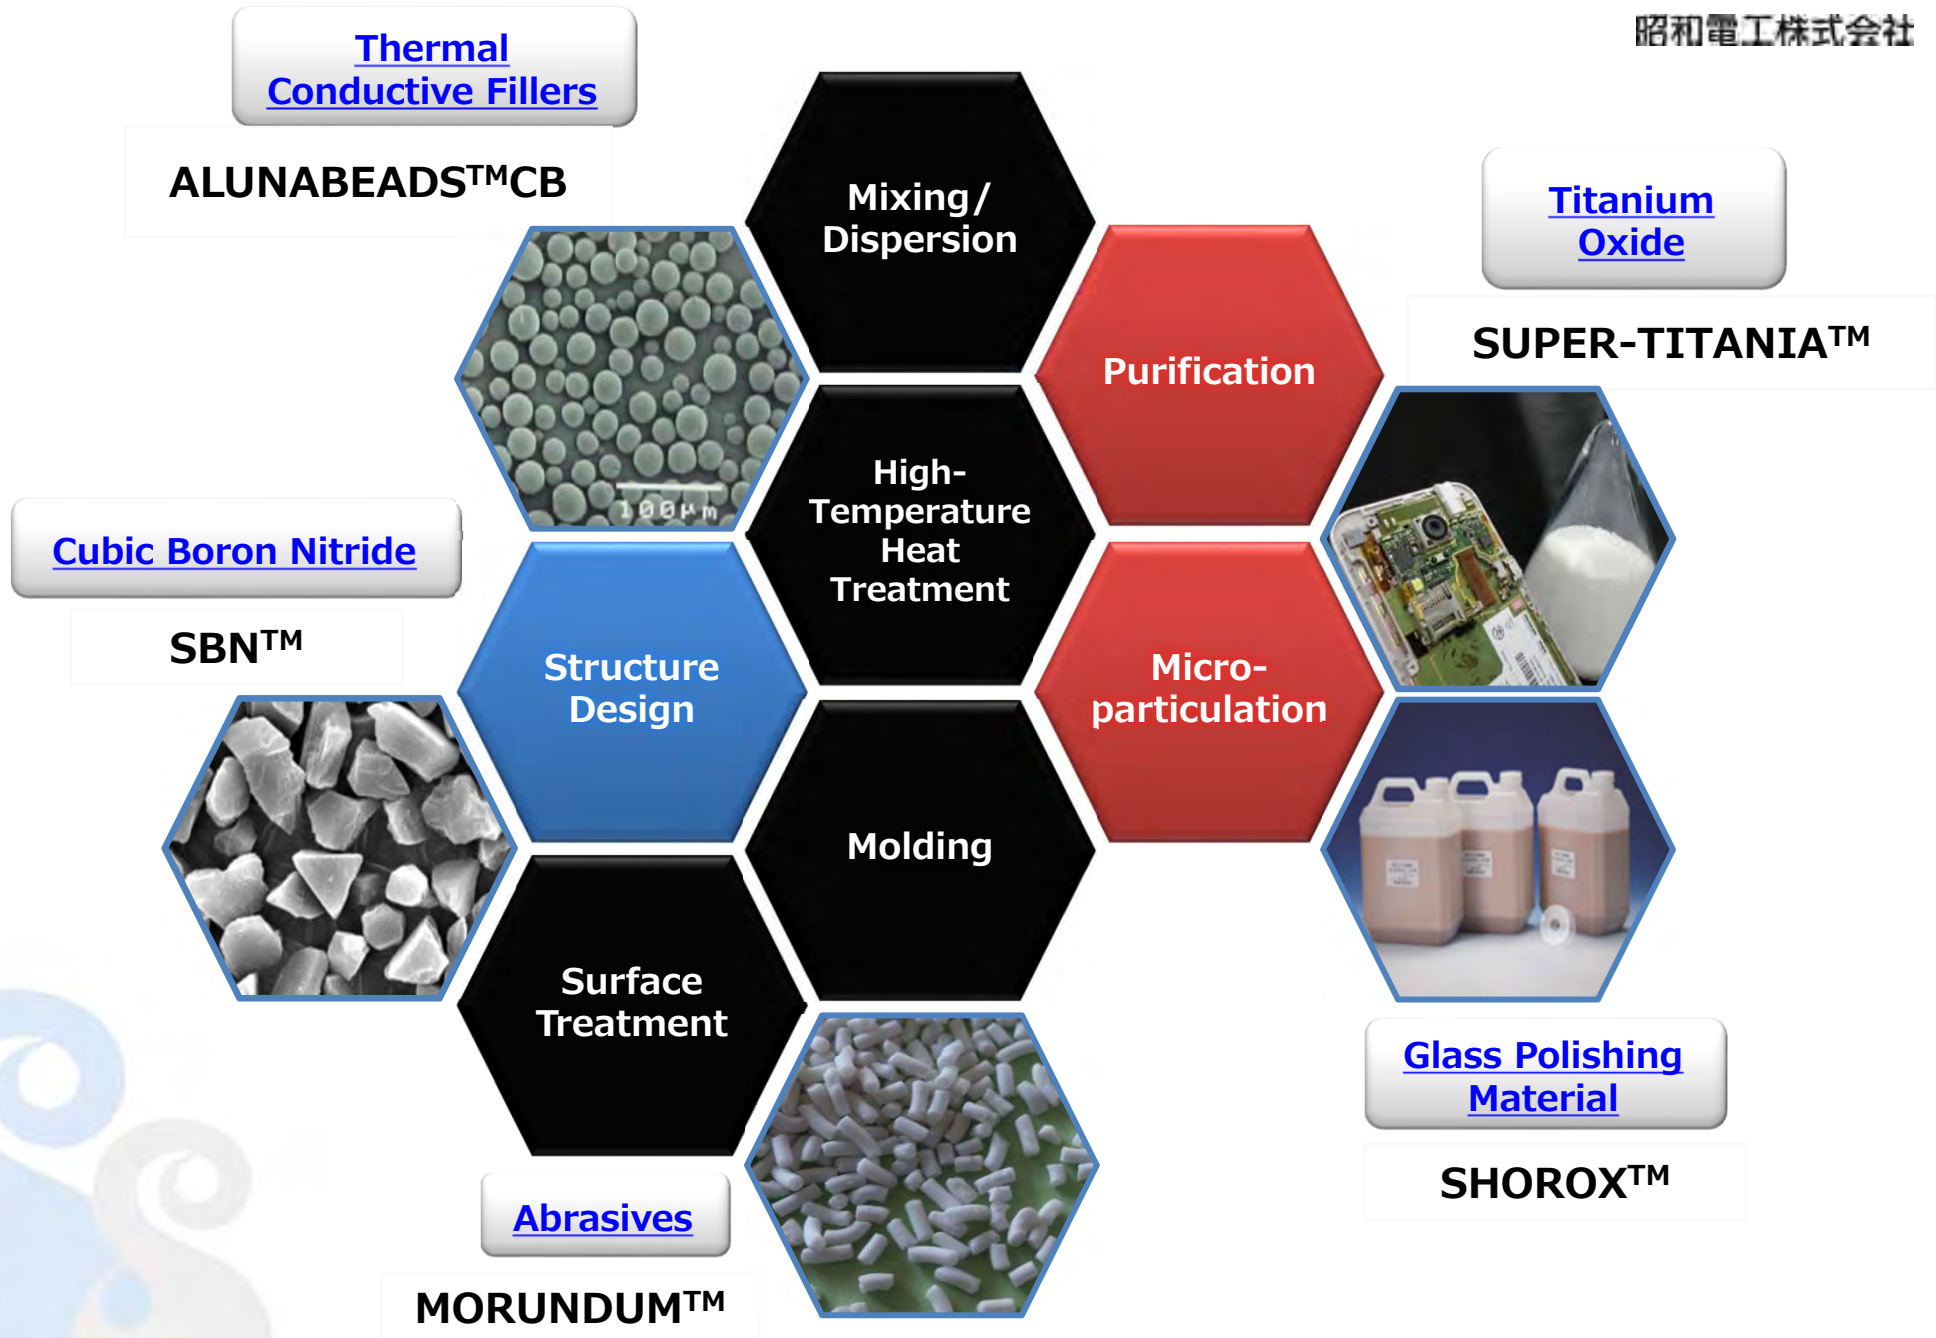 昭和電工株式会社
Thermal
Conductive Fillers
ALUNABEADS™CB
Mixing/
Dispersion
Titanium
Oxide
SUPER-TITANIA™
Purification
High-
Temperature
Heat
Treatment
100μm
Cubic Boron Nitride
SBN™
Structure
Design
Micro-
particulation
Molding
Surface
Treatment
Glass Polishing
Material
SHOROX™
Abrasives
MORUNDUM™